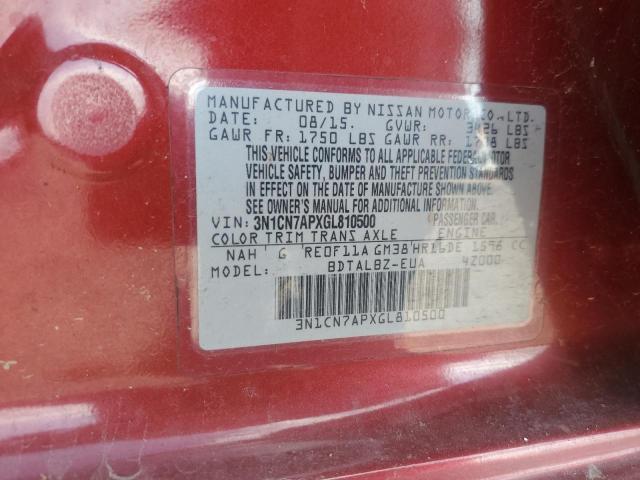 MANUFACTURED BY NISSAN MOTOR CO., LTD.
DATE: 08/15. GVWR: 3426 LBS
GAWR FR: 1750 LBS GAWR RR: LBS
THIS VEHICLE CONFORMS TO ALL APPLICABLE FEDERAL MOTOR
VEHICLE SAFETY, BUMPER AND THEFT PREVENTION STANDARDS
IN EFFECT ON THE DATE OF MANUFACTURE SHOWN ABOVE.
SEE OWNER'S MANUAL FOR ADDITIONAL INFORMATION.
VIN: 3N1CN7APXGL810500 PASSENGER CAR
COLOR TRIM TRANS AXLE ENGINE
NAH G RE0F11A GM38 HR16DE 1598 CC
MODEL: BDTALBZ-EUA 42000
3N1CN7APXGL810500